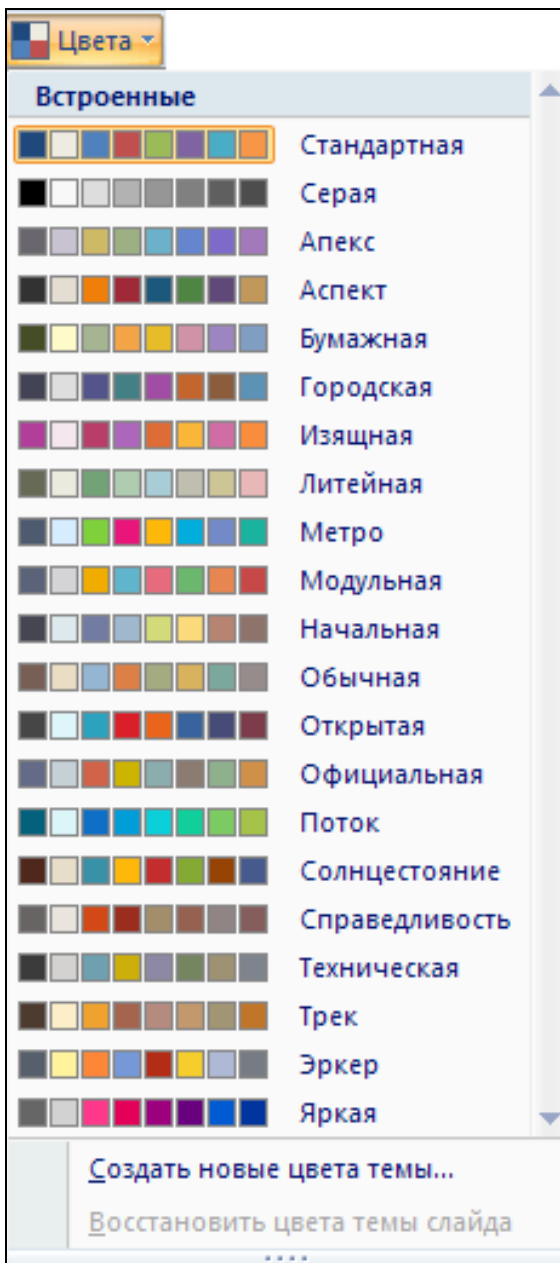 Цвета
Встроенные
Стандартная
Серая
Апекс
Аспект
Бумажная
Городская
Изящная
Литейная
Метро
Модульная
Начальная
Обычная
Открытая
Официальная
Поток
Солнцестояние
Справедливость
Техническая
Трек
Эркер
Яркая
Создать новые цвета темы...
Восстановить цвета темы слайда